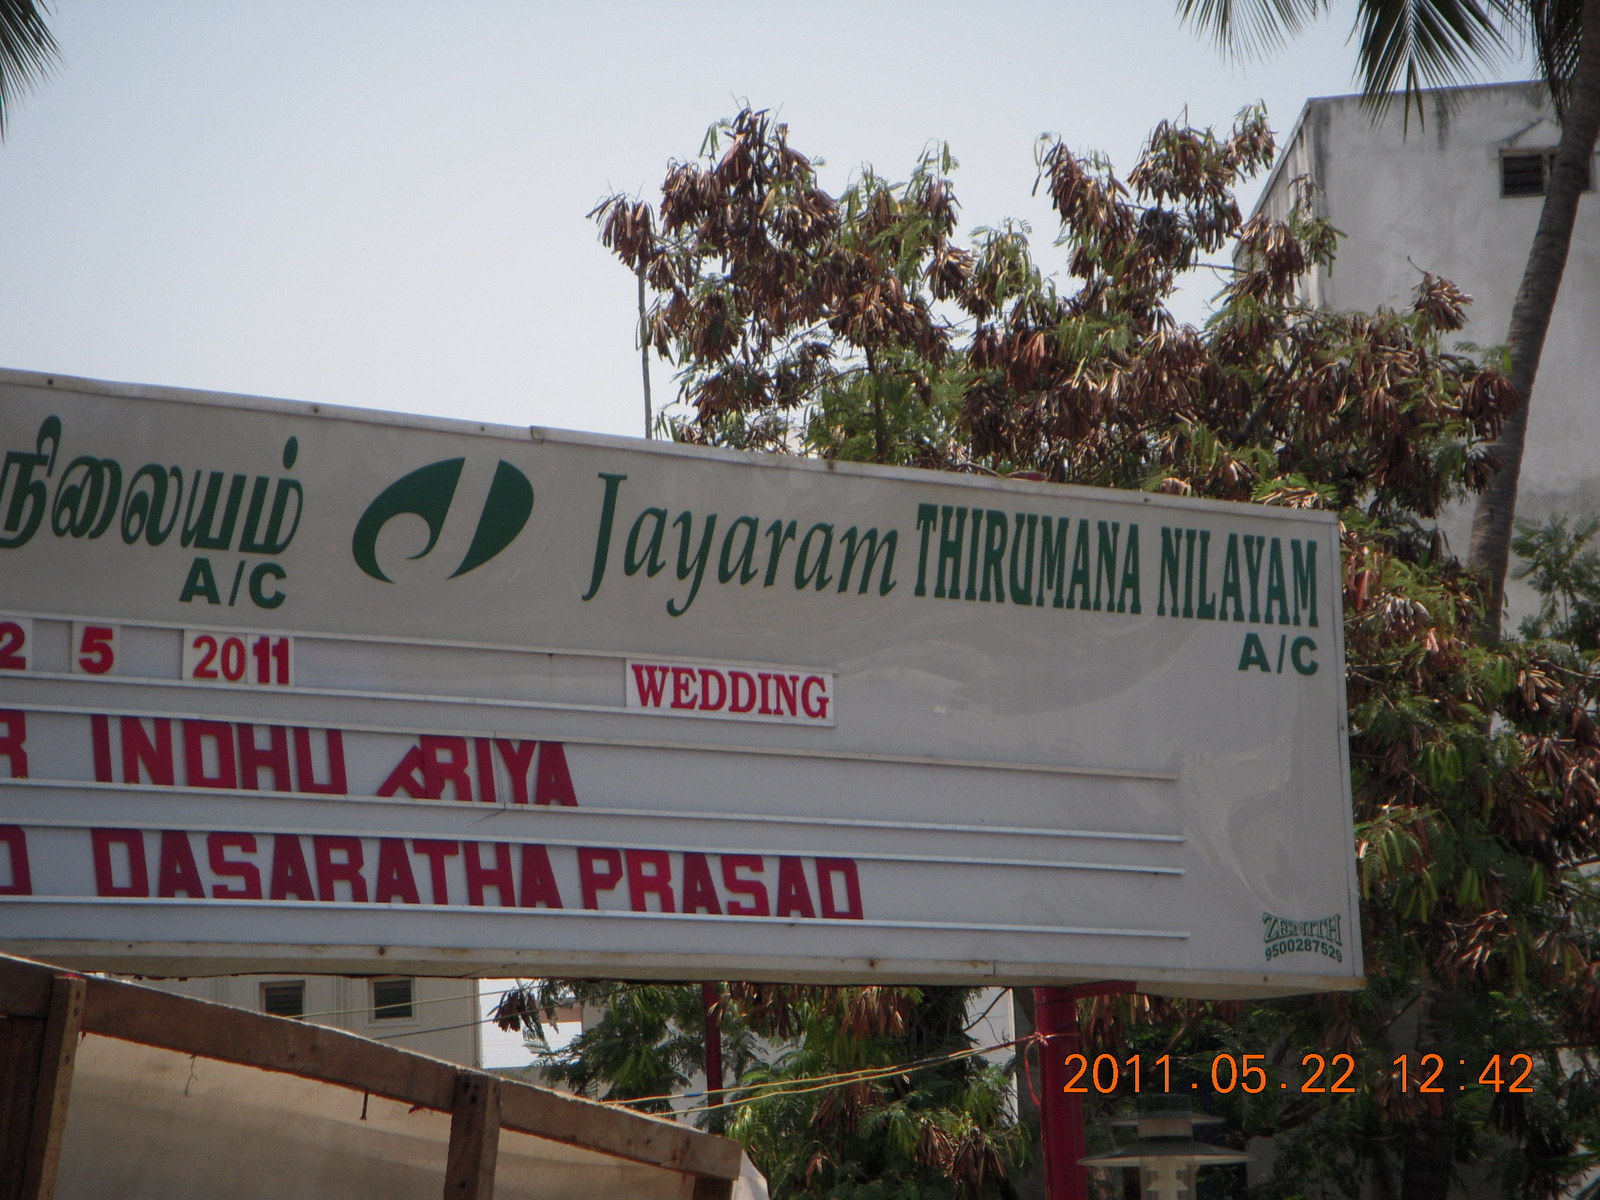 நிலையம்
A/C
Jayaram THIRUMANA NILAYAM
A/C
2 5 2011 WEDDING
R INDHU PRIYA
D DASARATHA PRASAD
ZENITH
9500287529
2011.05.22 12:42